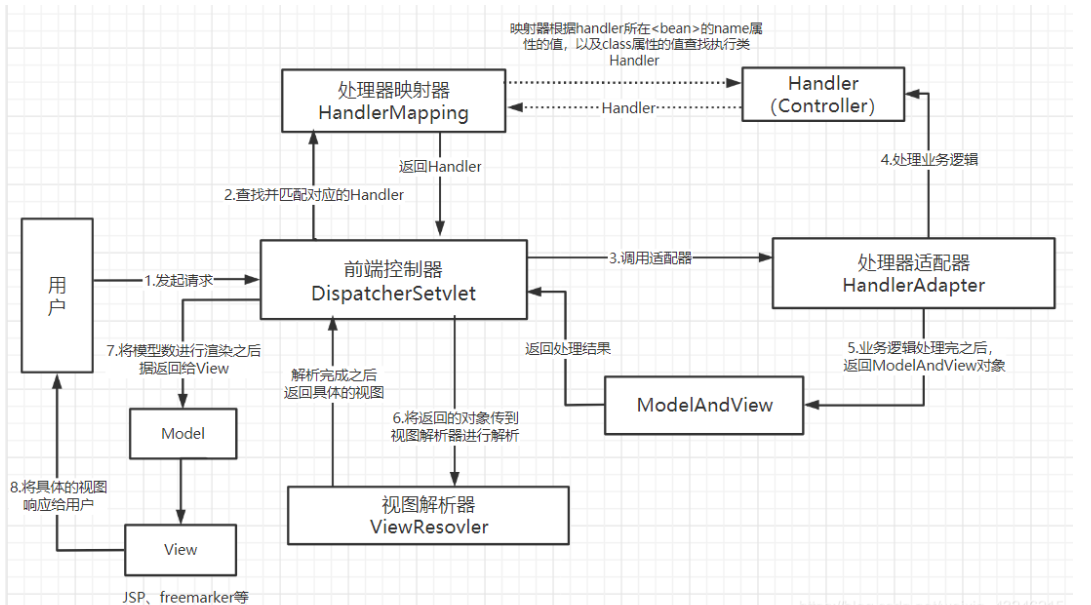 映射器根据handler所在<bean>的name属
性的值，以及class属性的值查找执行类
Handler
处理器映射器
HandlerMapping
Handler
（Controller）
Handler
返回Handler
4.处理业务逻辑
2.查找并匹配对应的Handler
用
户
1.发起请求
前端控制器
DispatcherSetvlet
3.调用适配器
处理器适配器
HandlerAdapter
7.将模型数进行渲染之后
据返回给View
解析完成之后
返回具体的视图
返回处理结果
5.业务逻辑处理完之后，
返回ModelAndView对象
ModelAndView
6.将返回的对象传到
视图解析器进行解析
Model
8.将具体的视图
响应给用户
视图解析器
ViewResovler
View
JSP、freemarker等